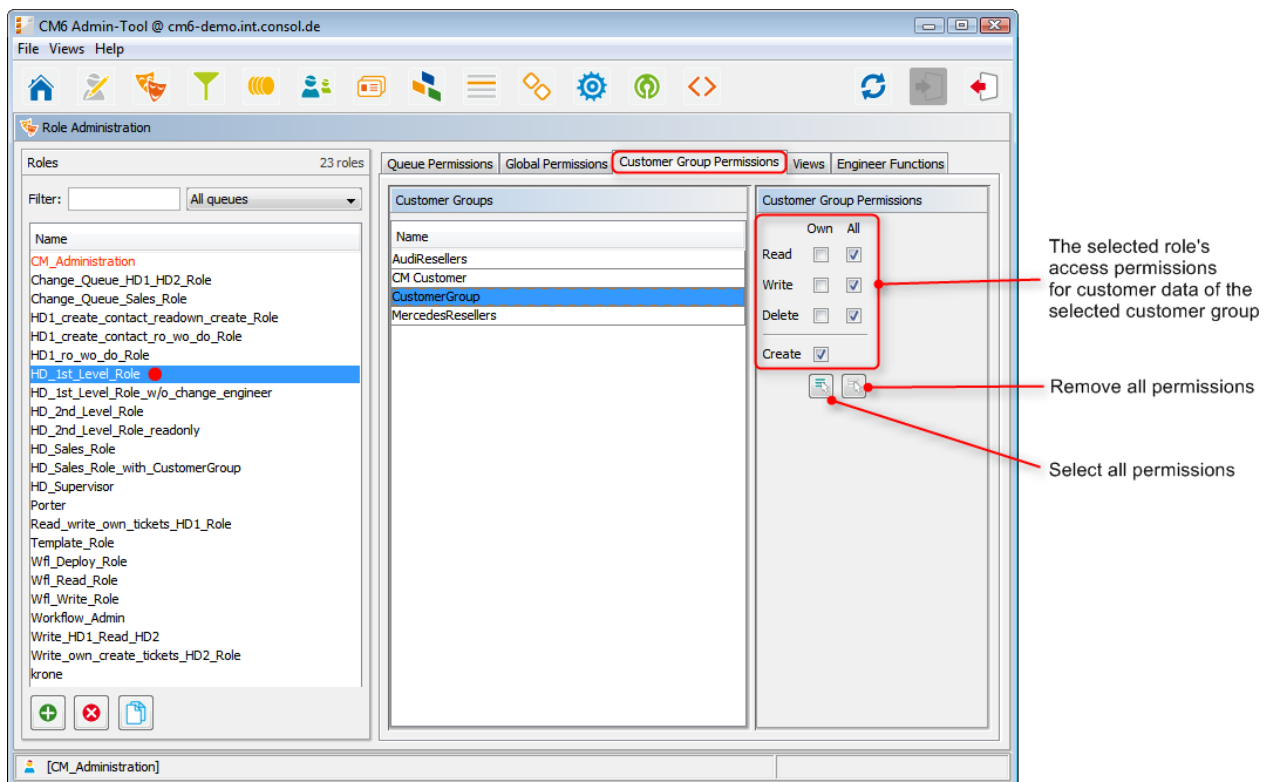 CM6 Admin-Tool @ cm6-demo.int.consol.de
File Views Help
Role Administration
Roles 23 roles
Filter: All queues
Name
CM_Administration
Change_Queue_HD1_HD2_Role
Change_Queue_Sales_Role
HD1_create_contact_readown_create_Role
HD1_create_contact_ro_wo_do_Role
HD1_ro_wo_do_Role
HD_1st_Level_Role
HD_1st_Level_Role_w/o_change_engineer
HD_2nd_Level_Role
HD_2nd_Level_Role_readonly
HD_Sales_Role
HD_Sales_Role_with_CustomerGroup
HD_Supervisor
Porter
Read_write_own_tickets_HD1_Role
Template_Role
Wfl_Deploy_Role
Wfl_Read_Role
Wfl_Write_Role
Workflow_Admin
Write_HD1_Read_HD2
Write_own_create_tickets_HD2_Role
krone
Queue Permissions Global Permissions Customer Group Permissions Views Engineer Functions
Customer Groups
Name
AudiResellers
CM Customer
CustomerGroup
MercedesResellers
Customer Group Permissions
Own All
Read
Write
Delete
Create
The selected role's
access permissions
for customer data of the
selected customer group
Remove all permissions
Select all permissions
[CM_Administration]